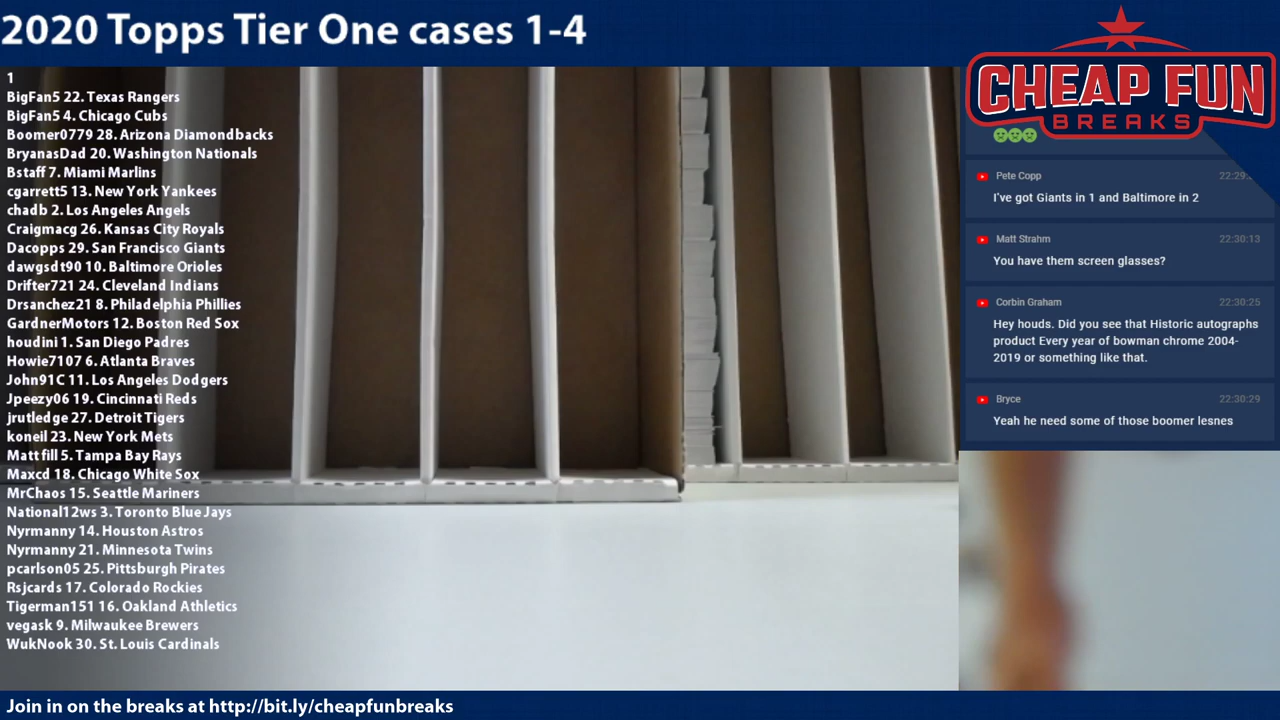 2020 Topps Tier One cases 1-4
1
BigFan5 22. Texas Rangers
BigFan5 4. Chicago Cubs
Boomer0779 28. Arizona Diamondbacks
BryanasDad 20. Washington Nationals
Bstaff 7. Miami Marlins
cgarrett5 13. New York Yankees
chadb 2. Los Angeles Angels
Craigmacg 26. Kansas City Royals
Dacopps 29. San Francisco Giants
dawgsdt90 10. Baltimore Orioles
Drifter721 24. Cleveland Indians
Drsanchez21 8. Philadelphia Phillies
GardnerMotors 12. Boston Red Sox
houdini 1. San Diego Padres
Howie7107 6. Atlanta Braves
John91C 11. Los Angeles Dodgers
Jpeezy06 19. Cincinnati Reds
jrutledge 27. Detroit Tigers
koneil 23. New York Mets
Matt fill 5. Tampa Bay Rays
Maxcd 18. Chicago White Sox
MrChaos 15. Seattle Mariners
National12ws 3. Toronto Blue Jays
Nyrmanny 14. Houston Astros
Nyrmanny 21. Minnesota Twins
pcarlson05 25. Pittsburgh Pirates
Rsjcards 17. Colorado Rockies
Tigerman151 16. Oakland Athletics
vegask 9. Milwaukee Brewers
WukNook 30. St. Louis Cardinals
CHEAP FUN
BREAKS
Pete Copp
I've got Giants in 1 and Baltimore in 2
Matt Strahm 22:30:13
You have them screen glasses?
Corbin Graham 22:30:25
Hey houds. Did you see that Historic autographs
product Every year of bowman chrome 2004-
2019 or something like that.
Bryce 22:30:29
Yeah he need some of those boomer lesnes
Join in on the breaks at http://bit.ly/cheapfunbreaks